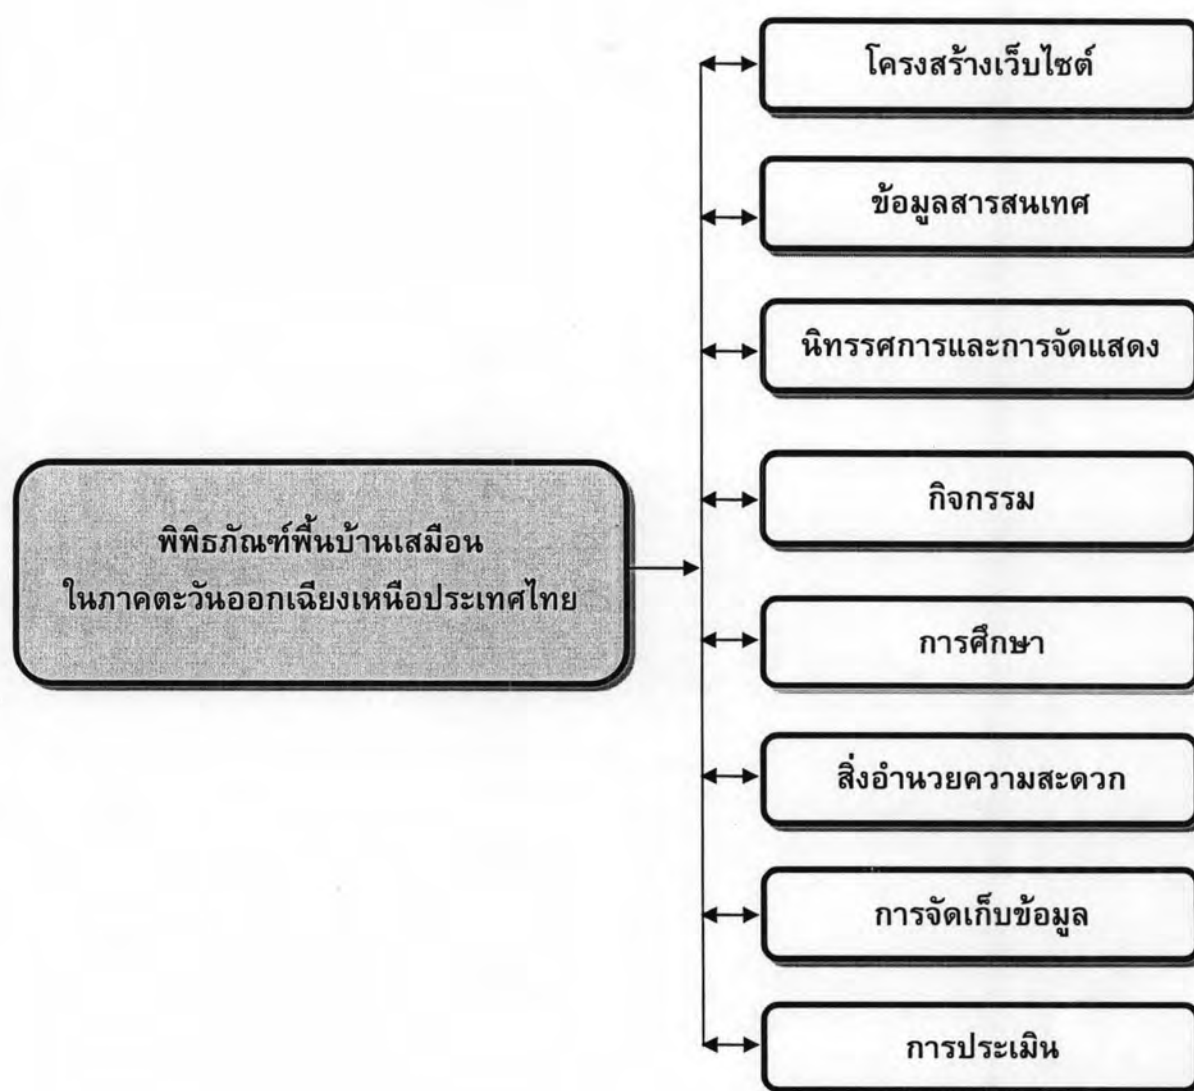 โครงสร้างเว็บไซต์
ข้อมูลสารสนเทศ
นิทรรศการและการจัดแสดง
กิจกรรม
พิพิธภัณฑ์พื้นบ้านเสมือน
ในภาคตะวันออกเฉียงเหนือประเทศไทย
การศึกษา
สิ่งอำนวยความสะดวก
การจัดเก็บข้อมูล
การประเมิน